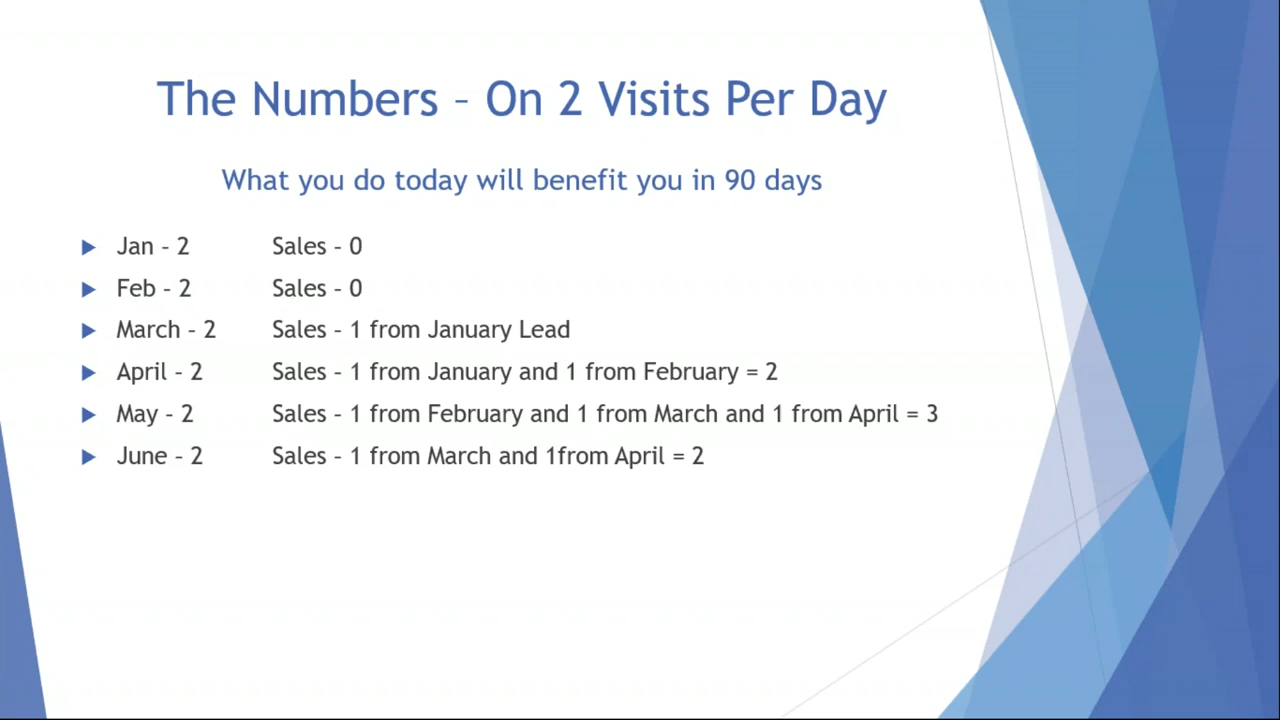 The Numbers – On 2 Visits Per Day
What you do today will benefit you in 90 days
Jan – 2 Sales – 0
Feb – 2 Sales – 0
March – 2 Sales – 1 from January Lead
April – 2 Sales – 1 from January and 1 from February = 2
May – 2 Sales – 1 from February and 1 from March and 1 from April = 3
June – 2 Sales – 1 from March and 1from April = 2